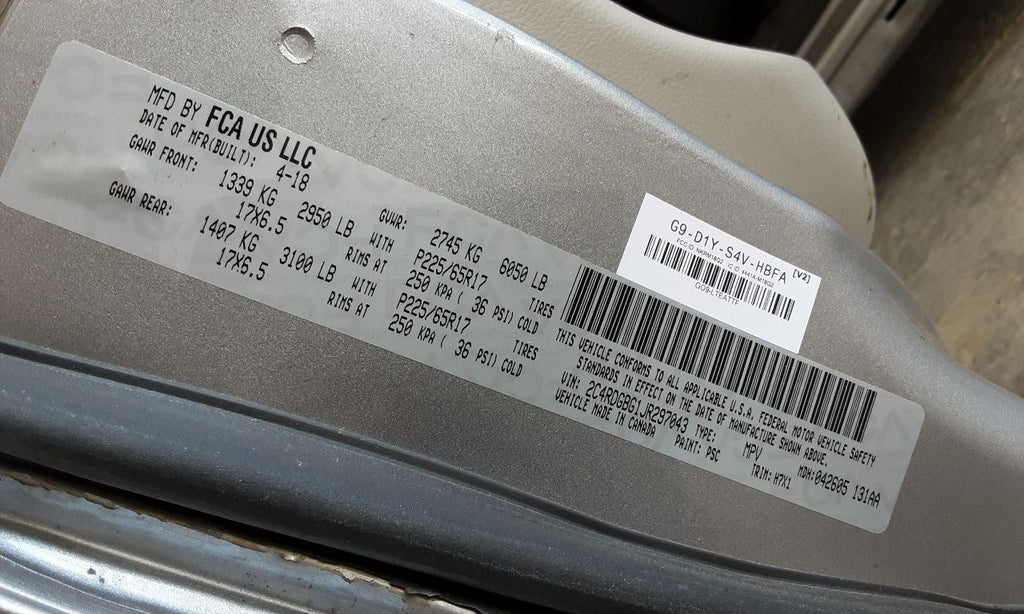 MFD BY FCA US LLC
DATE OF MFR(BUILT): 4-18
GVWR: 2745 KG 6050 LB
GAWR FRONT: 1339 KG 2950 LB WITH P225/65R17 TIRES
17X6.5 RIMS AT 250 KPA ( 36 PSI) COLD
GAWR REAR: 1407 KG 3100 LB WITH P225/65R17 TIRES
17X6.5 RIMS AT 250 KPA ( 36 PSI) COLD
THIS VEHICLE CONFORMS TO ALL APPLICABLE U.S.A. FEDERAL MOTOR VEHICLE SAFETY
STANDARDS IN EFFECT ON THE DATE OF MANUFACTURE SHOWN ABOVE.
VIN: 2C4RDGBG1JR297043 TYPE: MPV MDH:042605 131AA
VEHICLE MADE IN CANADA PAINT: PSC TRIM: H7X1
G9-D1Y-S4V-HBFA [V2]
GO9-LTEATTF